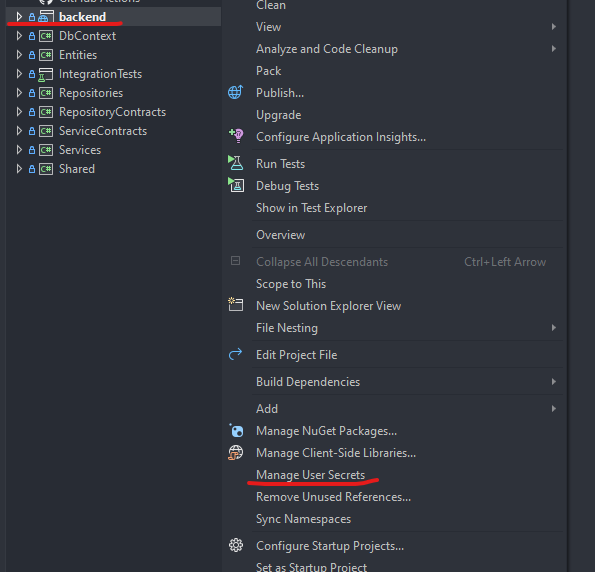 GitHub Actions
backend
DbContext
Entities
IntegrationTests
Repositories
RepositoryContracts
ServiceContracts
Services
Shared
Clean
View
Analyze and Code Cleanup
Pack
Publish...
Upgrade
Configure Application Insights...
Run Tests
Debug Tests
Show in Test Explorer
Overview
Collapse All Descendants Ctrl+Left Arrow
Scope to This
New Solution Explorer View
File Nesting
Edit Project File
Build Dependencies
Add
Manage NuGet Packages...
Manage Client-Side Libraries...
Manage User Secrets
Remove Unused References...
Sync Namespaces
Configure Startup Projects...
Set as Startup Project